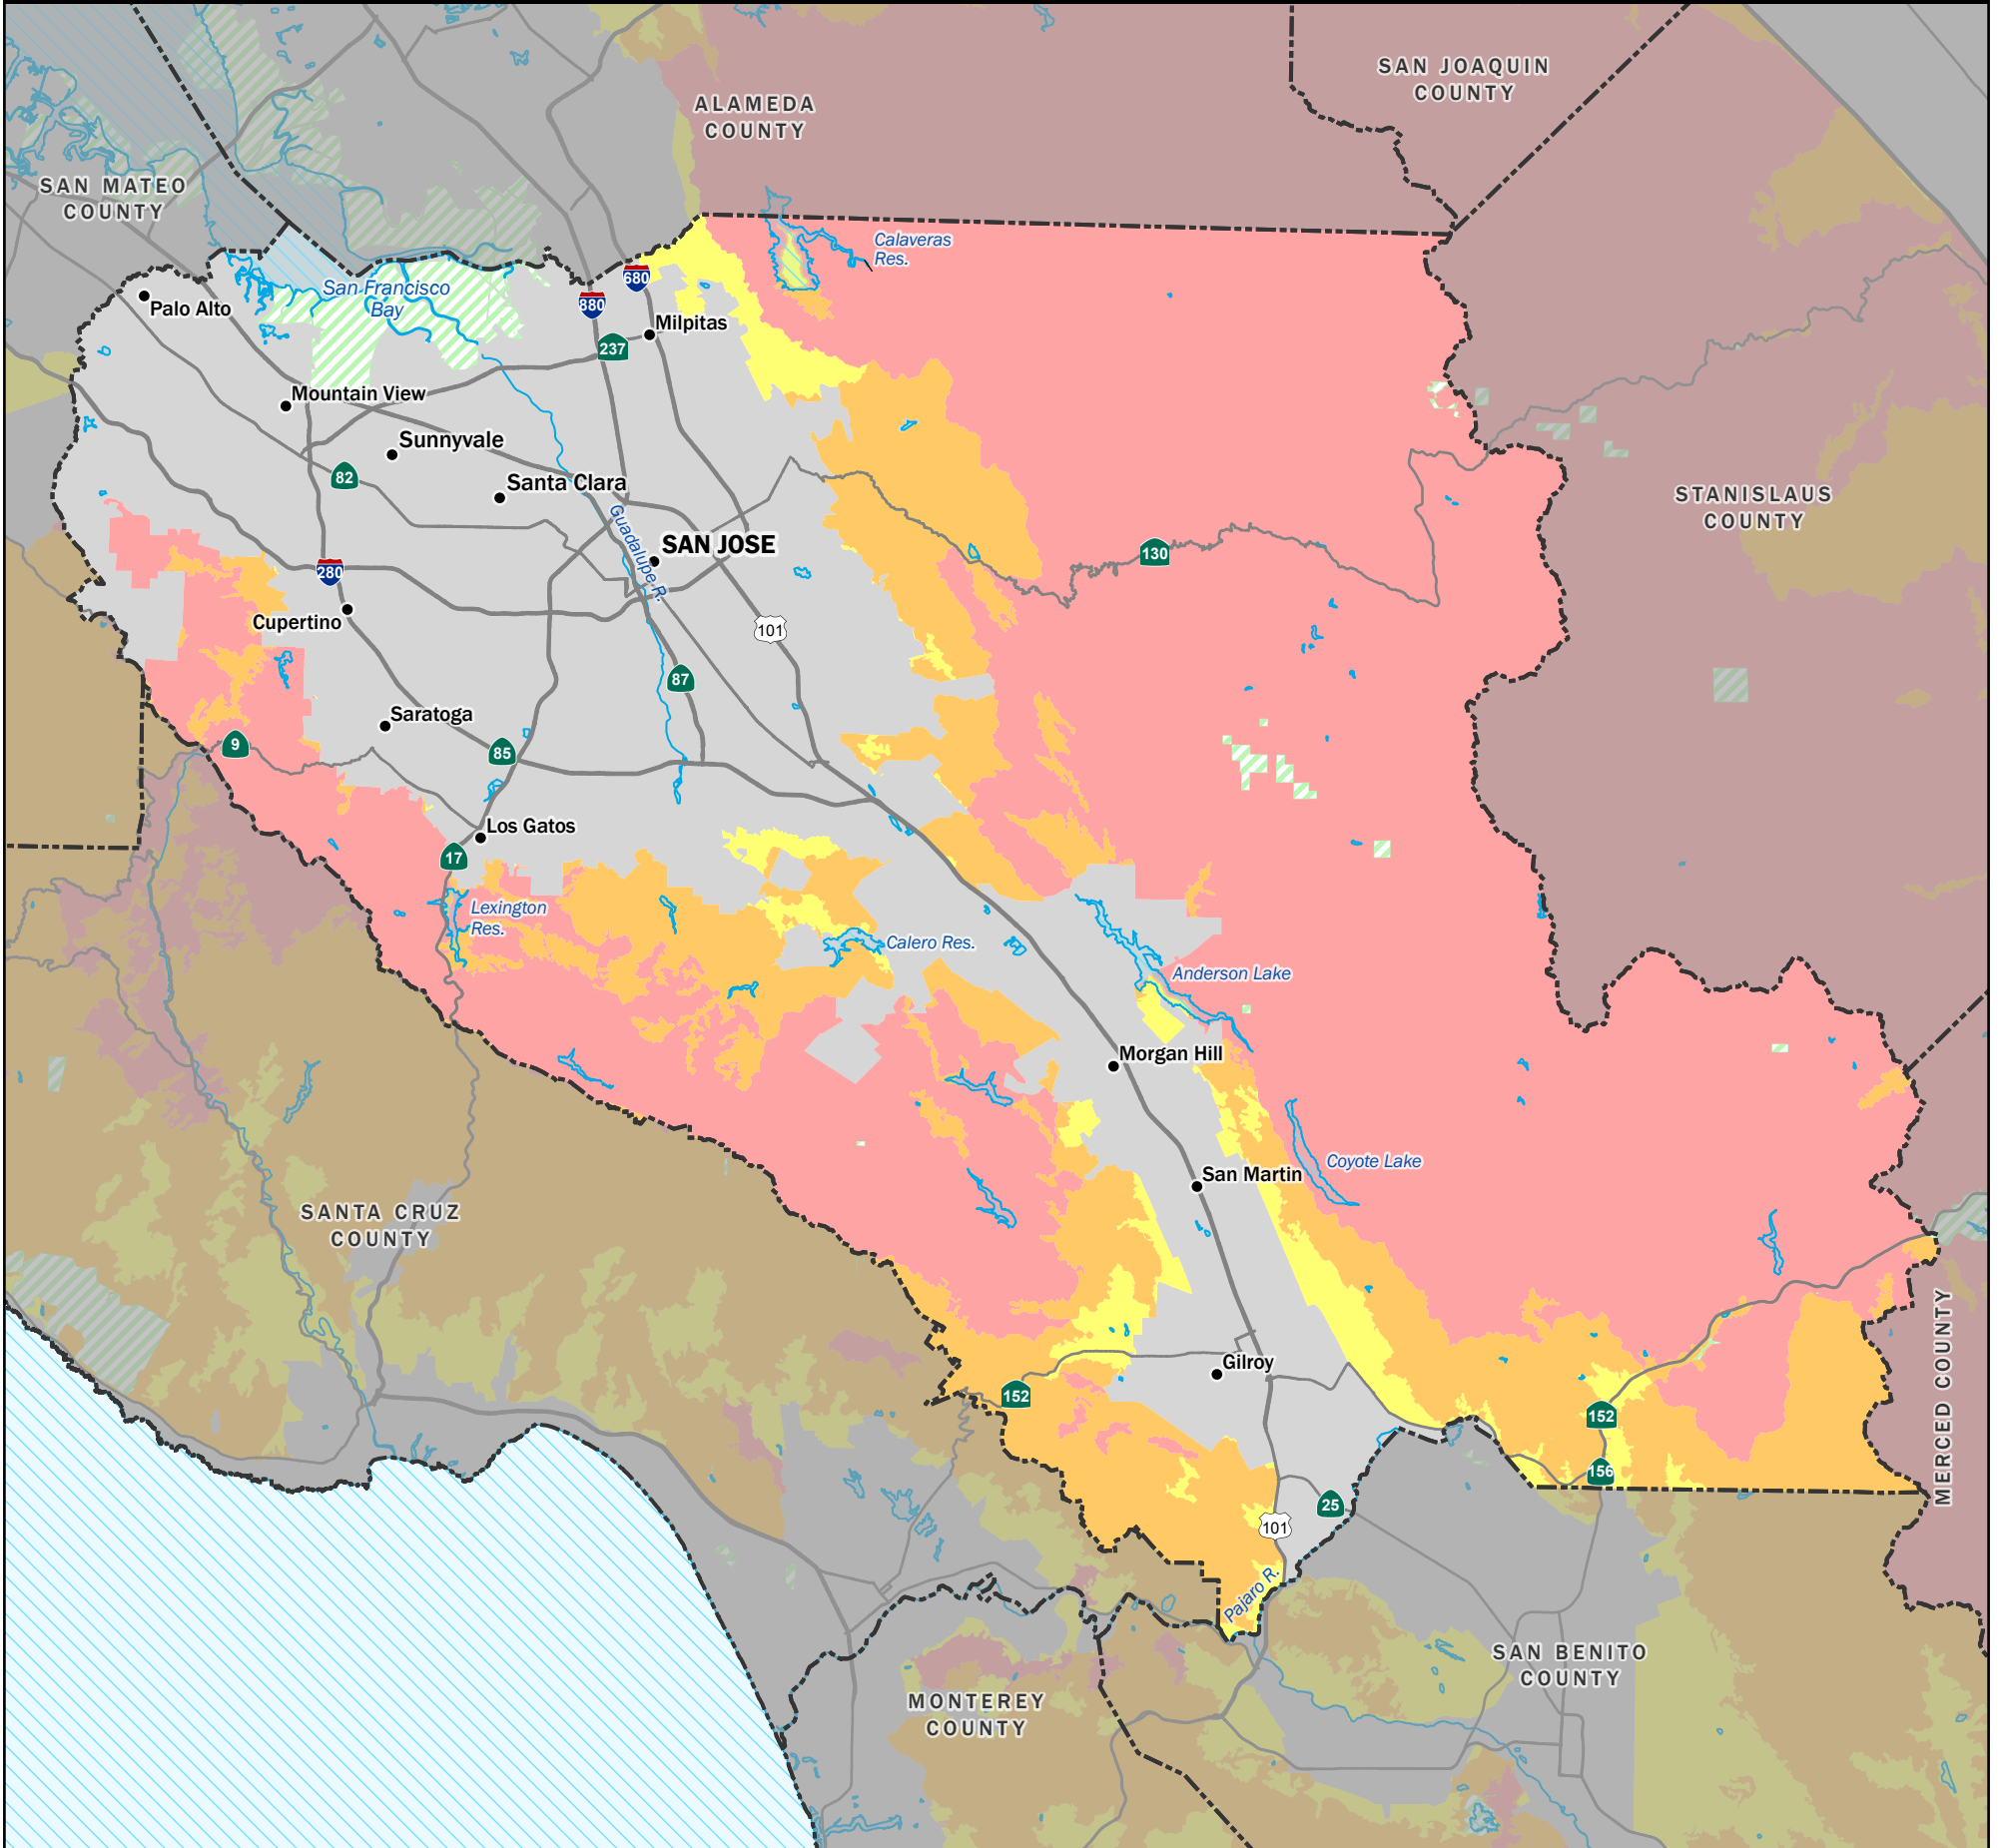 SAN JOAQUIN
COUNTY
ALAMEDA
COUNTY
SAN MATEO
COUNTY
Calaveras
Res.
680
San Francisco
Bay
880
Palo Alto
Milpitas
237
Mountain View
Sunnyvale
82
Santa Clara
STANISLAUS
COUNTY
Guadalupe R.
SAN JOSE
130
280
Cupertino
101
87
Saratoga
9
85
Los Gatos
17
Lexington
Res.
Calero Res.
Anderson Lake
Morgan Hill
Coyote Lake
San Martin
SANTA CRUZ
COUNTY
MERCED COUNTY
Gilroy
152
152
156
25
101
Pajaro R.
SAN BENITO
COUNTY
MONTEREY
COUNTY